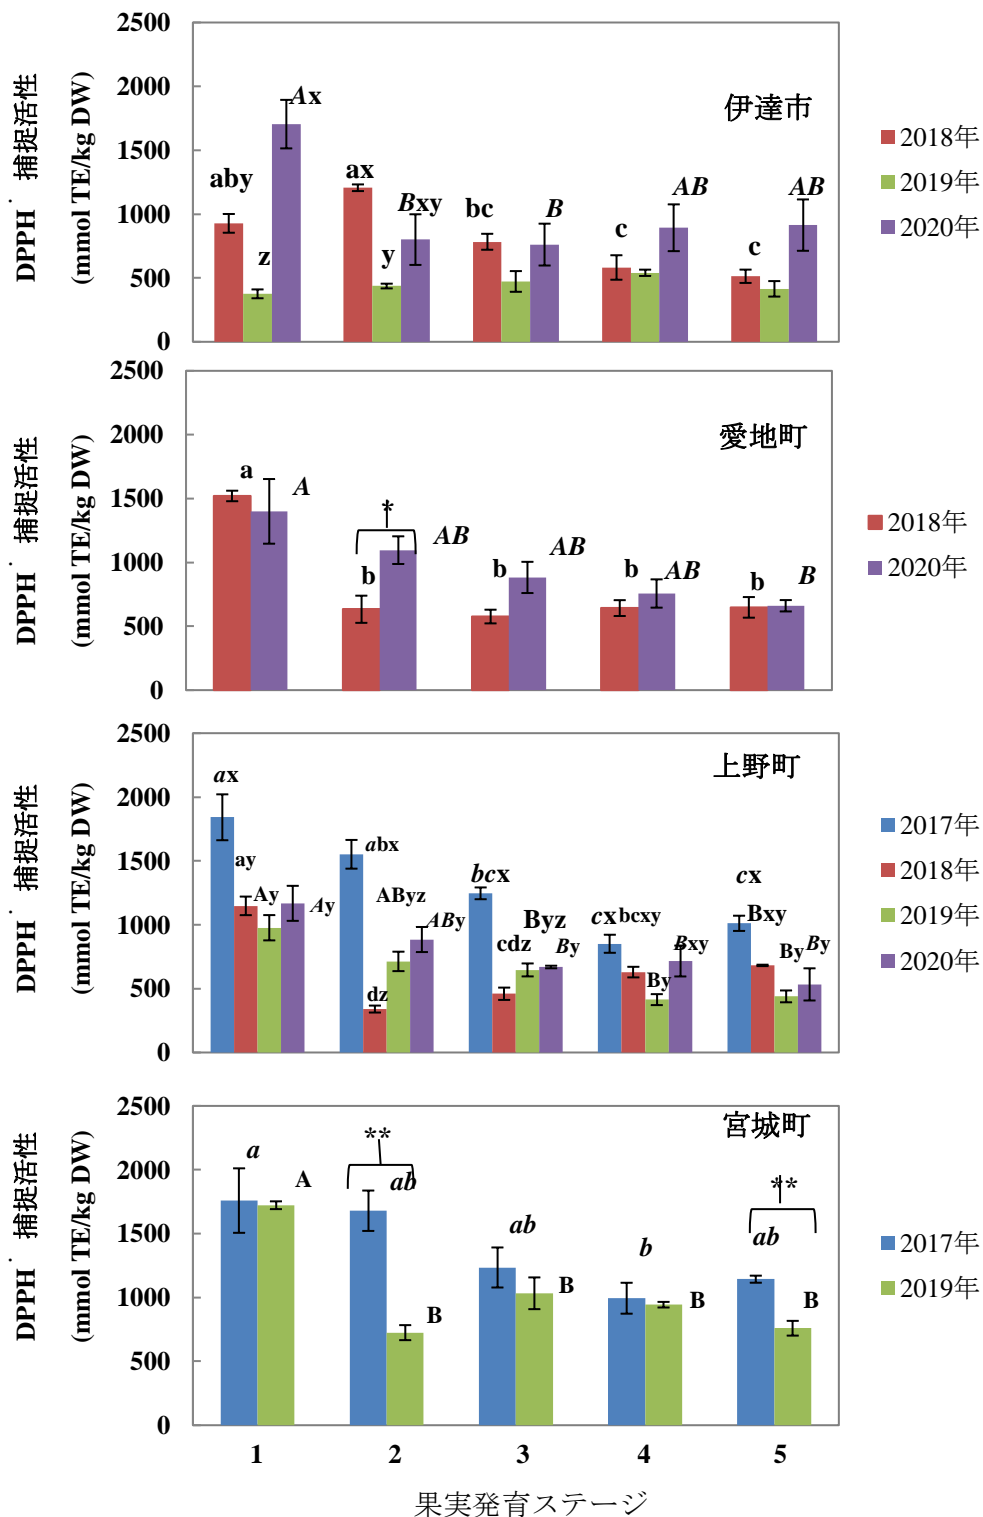 DPPH˙ 捕捉活性
(mmol TE/kg DW)
2500
2000
1500
1000
500
0
伊達市
aby
z
Ax
ax
y
Bxy
bc
B
c
AB
c
AB
2018年
2019年
2020年
DPPH˙ 捕捉活性
(mmol TE/kg DW)
2500
2000
1500
1000
500
0
愛地町
a
A
*
b
AB
b
AB
b
AB
b
B
2018年
2020年
DPPH˙ 捕捉活性
(mmol TE/kg DW)
2500
2000
1500
1000
500
0
上野町
ax
ay
Ay
Ay
abx
dz
AByz
ABy
bcx
cdz
Byz
By
cx
bcxy
By
Bxy
cx
Bxy
By
By
2017年
2018年
2019年
2020年
DPPH˙ 捕捉活性
(mmol TE/kg DW)
2500
2000
1500
1000
500
0
宮城町
a
A
**
ab
B
ab
B
b
B
**
ab
B
2017年
2019年
1 2 3 4 5
果実発育ステージ